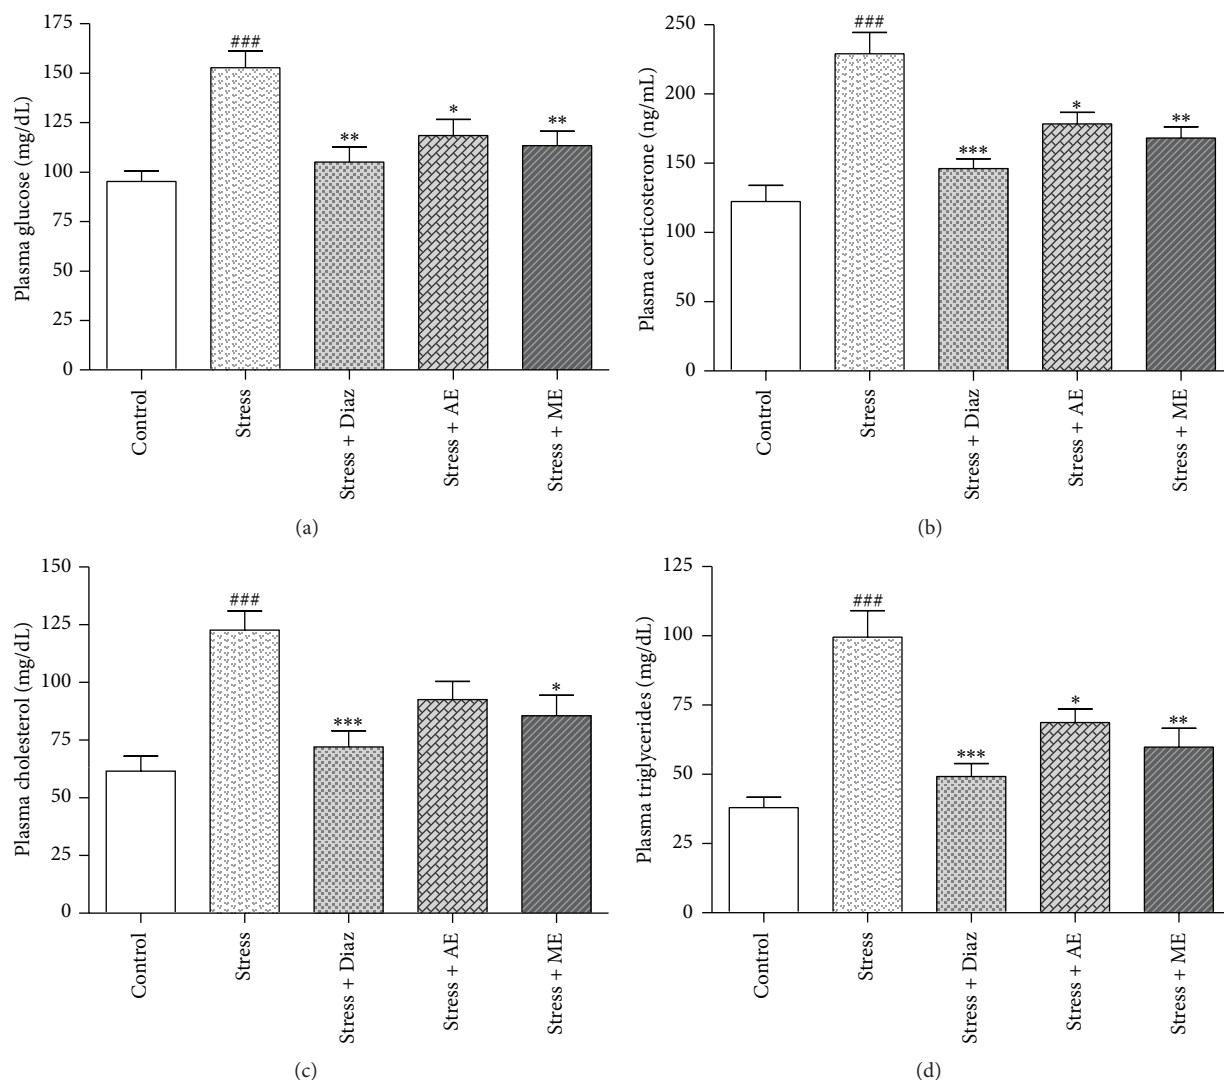 175
150
125
100
75
50
25
0
Plasma glucose (mg/dL)
###
**
*
**
Control
Stress
Stress + Diaz
Stress + AE
Stress + ME
(a)
250
200
150
100
50
0
Plasma corticosterone (ng/mL)
###
***
*
**
Control
Stress
Stress + Diaz
Stress + AE
Stress + ME
(b)
150
125
100
75
50
25
0
Plasma cholesterol (mg/dL)
###
***
*
Control
Stress
Stress + Diaz
Stress + AE
Stress + ME
(c)
125
100
75
50
25
0
Plasma triglycerides (mg/dL)
###
***
*
**
Control
Stress
Stress + Diaz
Stress + AE
Stress + ME
(d)